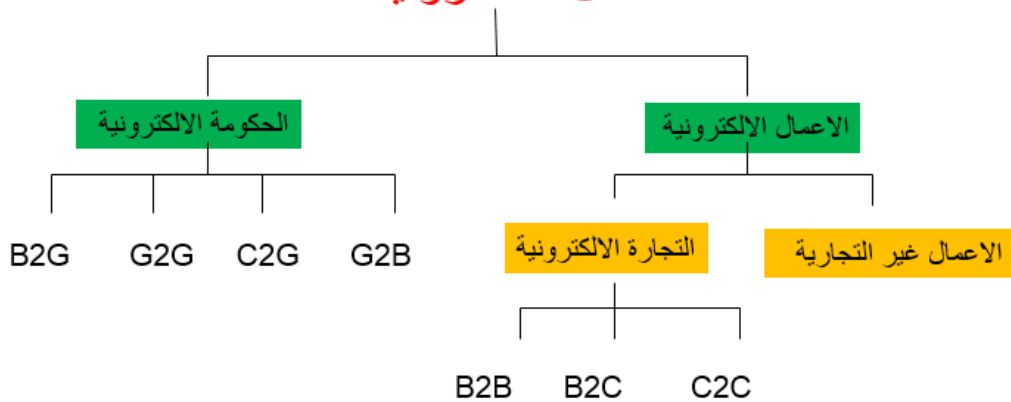 الاعمال الالكترونية
الحكومة الالكترونية
B2G G2G C2G G2B
الاعمال غير التجارية
التجارة الالكترونية
B2B B2C C2C